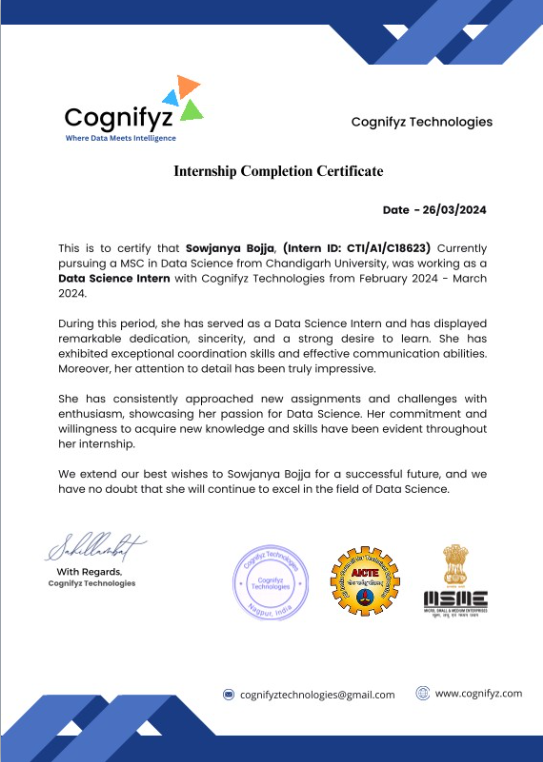 Cognifyz
Where Data Meets Intelligence
Cognifyz Technologies
Internship Completion Certificate
Date - 26/03/2024
This is to certify that Sowjanya Bojja, (Intern ID: CTI/A1/C18623) Currently
pursuing a MSC in Data Science from Chandigarh University, was working as a
Data Science Intern with Cognifyz Technologies from February 2024 - March
2024.
During this period, she has served as a Data Science Intern and has displayed
remarkable dedication, sincerity, and a strong desire to learn. She has
exhibited exceptional coordination skills and effective communication abilities.
Moreover, her attention to detail has been truly impressive.
She has consistently approached new assignments and challenges with
enthusiasm, showcasing her passion for Data Science. Her commitment and
willingness to acquire new knowledge and skills have been evident throughout
her internship.
We extend our best wishes to Sowjanya Bojja for a successful future, and we
have no doubt that she will continue to excel in the field of Data Science.
With Regards,
Cognifyz Technologies
Cognifyz Technologies
Cognifyz
Technologies
Nagpur, India
AICTE
MSME
MICRO, SMALL & MEDIUM ENTERPRISES
cognifyztechnologies@gmail.com
www.cognifyz.com